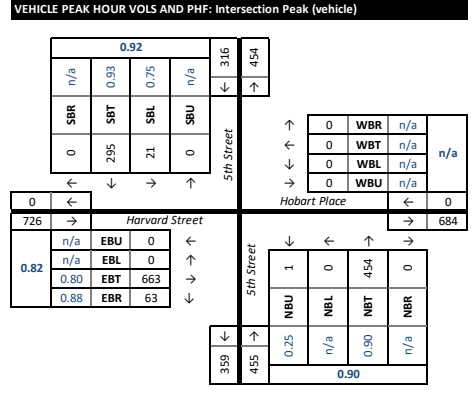 VEHICLE PEAK HOUR VOLS AND PHF: Intersection Peak (vehicle)
0.92
n/a 0.93 0.75 n/a
SBR SBT SBL SBU
0 295 21 0
← ↓ → ↑
316 454
↓ ↑
5th Street
↑ 0 WBR n/a
← 0 WBT n/a
↓ 0 WBL n/a
→ 0 WBU n/a
n/a
0 ←
Hobart Place
← 0
726 →
Harvard Street
→ 684
0.82
n/a EBU 0 ←
n/a EBL 0 ↑
0.80 EBT 663 →
0.88 EBR 63 ↓
5th Street
↓ ↑
359 455
↓ ← ↑ →
1 0 454 0
NBU NBL NBT NBR
0.25 n/a 0.90 n/a
0.90